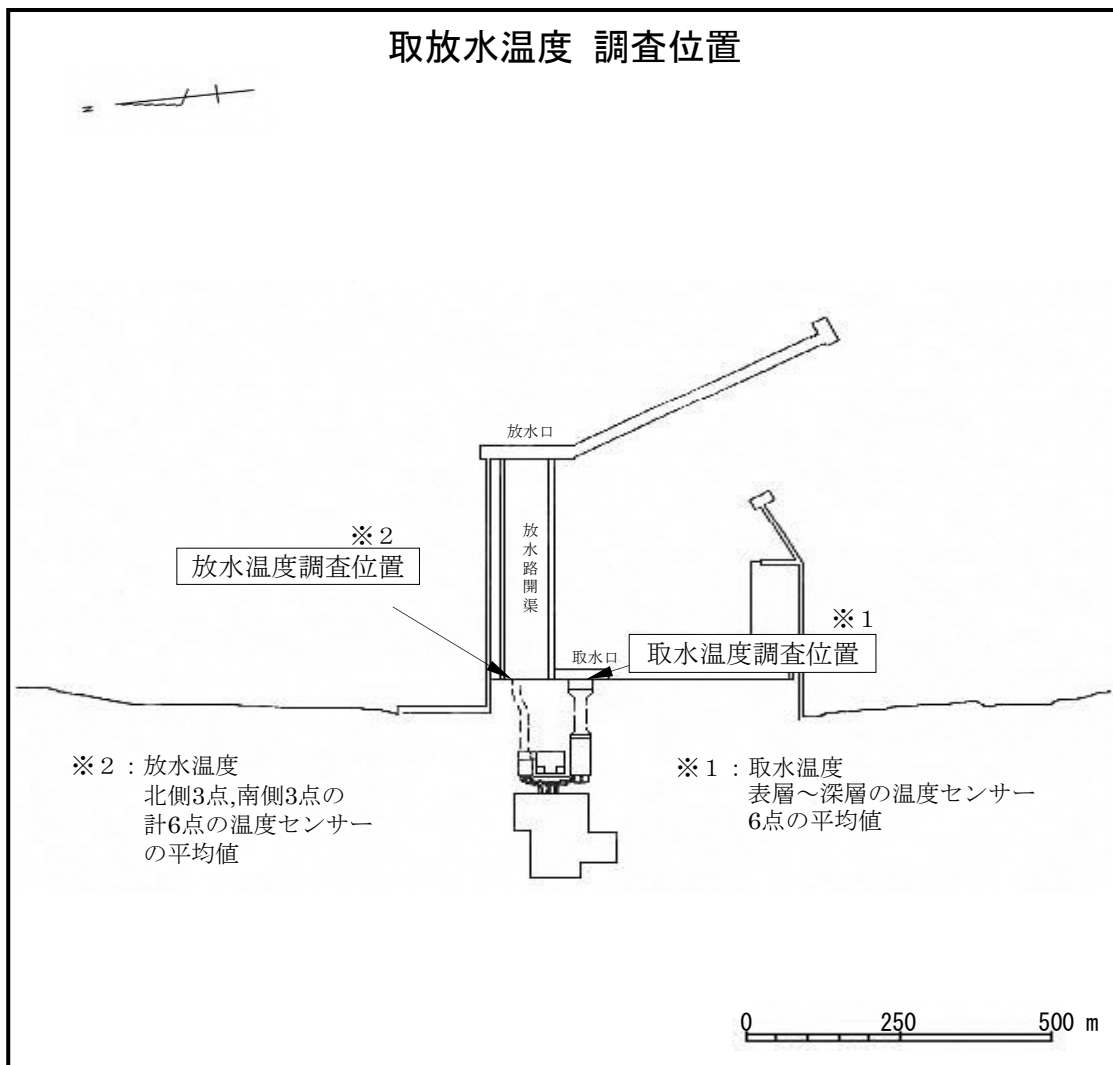 取放水温度 調査位置
N
放水口
※2
放水温度調査位置
放水路開渠
※1
取水口
取水温度調査位置
※2：放水温度
北側3点,南側3点の
計6点の温度センサー
の平均値
※1：取水温度
表層～深層の温度センサー
6点の平均値
0 250 500 m